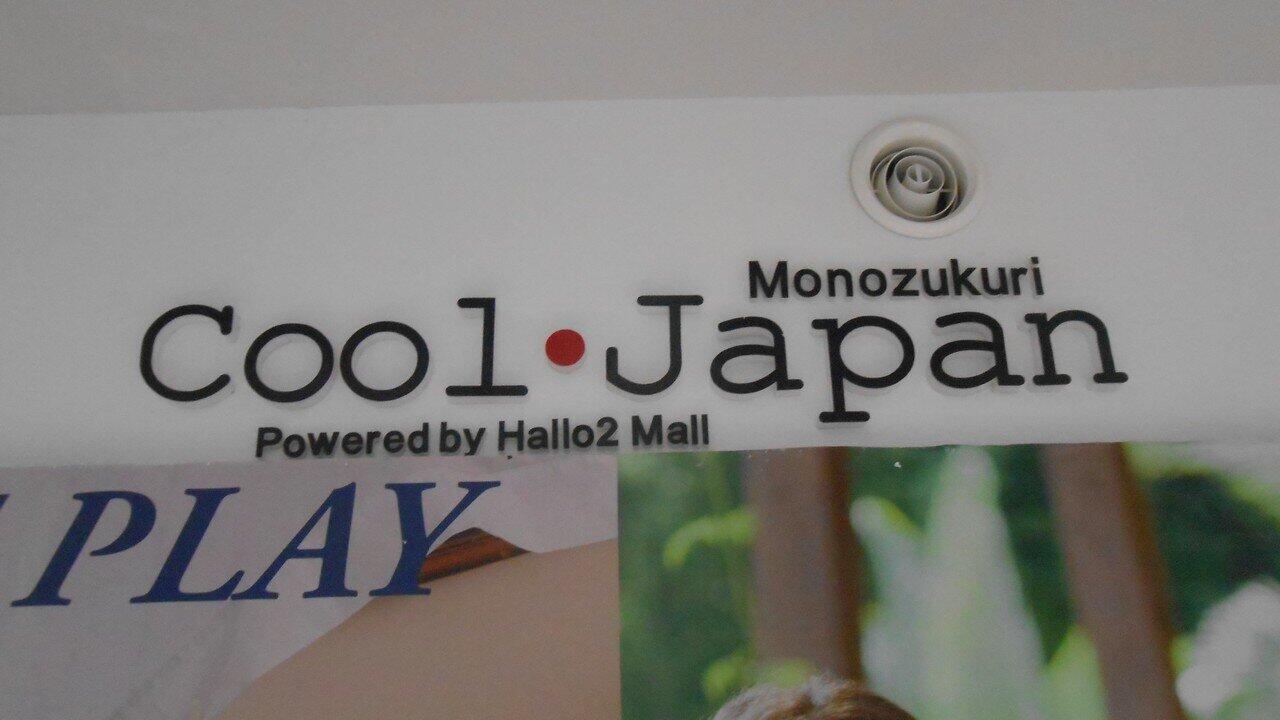 Monozukuri
Cool•Japan
Powered by Hallo2 Mall
PLAY